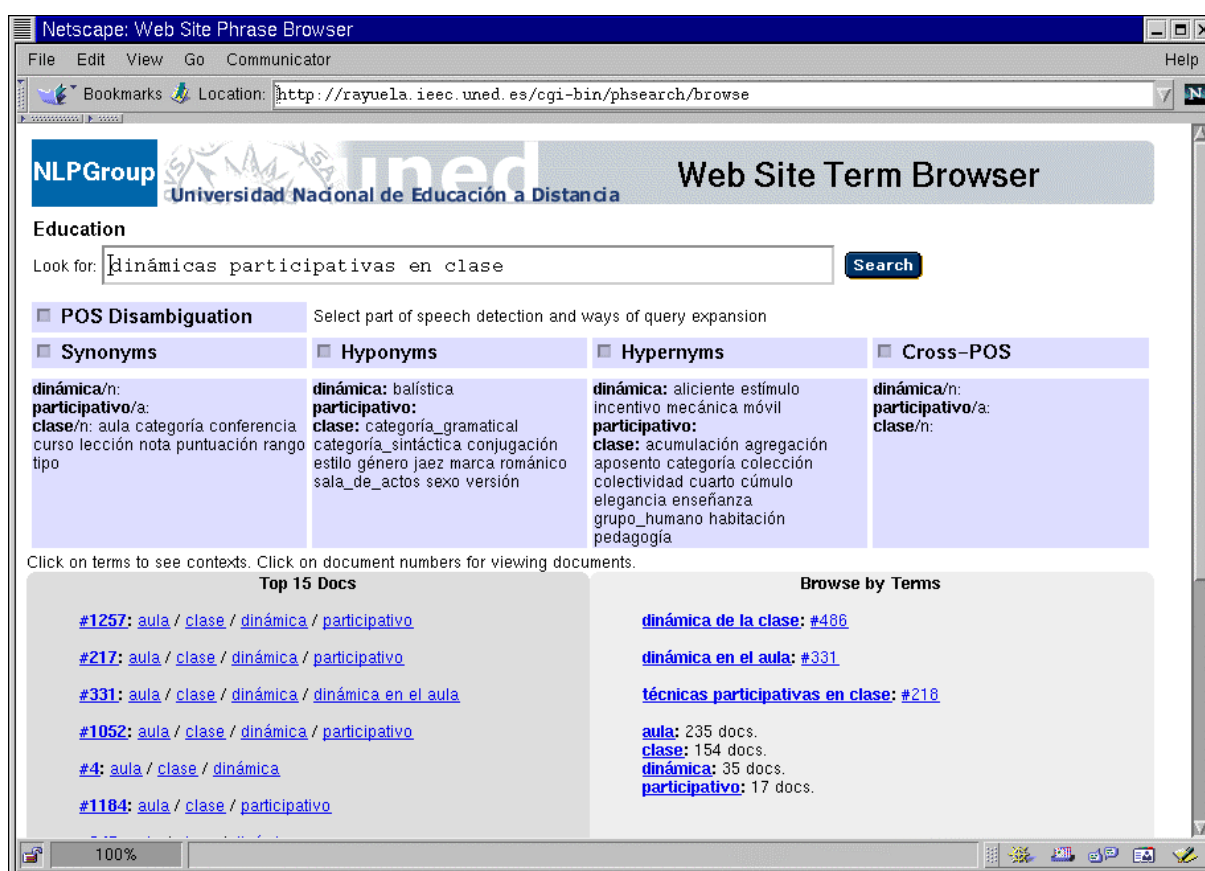 Netscape: Web Site Phrase Browser
File Edit View Go Communicator Help
Bookmarks Location: http://rayuela.ieec.uned.es/cgi-bin/phsearch/browse
N
NLPGroup uned
Universidad Nacional de Educación a Distancia
Web Site Term Browser
Education
Look for: dinámicas participativas en clase Search
POS Disambiguation Select part of speech detection and ways of query expansion
Synonyms Hyponyms Hypernyms Cross-POS
dinámica/n:
participativo/a:
clase/n: aula categoría conferencia
curso lección nota puntuación rango
tipo
dinámica: balística
participativo:
clase: categoría_gramatical
categoría_sintáctica conjugación
estilo género jaez marca románico
sala_de_actos sexo versión
dinámica: aliciente estímulo
incentivo mecánica móvil
participativo:
clase: acumulación agregación
aposento categoría colección
colectividad cuarto cúmulo
elegancia enseñanza
grupo_humano habitación
pedagogía
dinámica/n:
participativo/a:
clase/n:
Click on terms to see contexts. Click on document numbers for viewing documents.
Top 15 Docs
#1257: aula / clase / dinámica / participativo
#217: aula / clase / dinámica / participativo
#331: aula / clase / dinámica / dinámica en el aula
#1052: aula / clase / dinámica / participativo
#4: aula / clase / dinámica
#1184: aula / clase / participativo
Browse by Terms
dinámica de la clase: #486
dinámica en el aula: #331
técnicas participativas en clase: #218
aula: 235 docs.
clase: 154 docs.
dinámica: 35 docs.
participativo: 17 docs.
100%